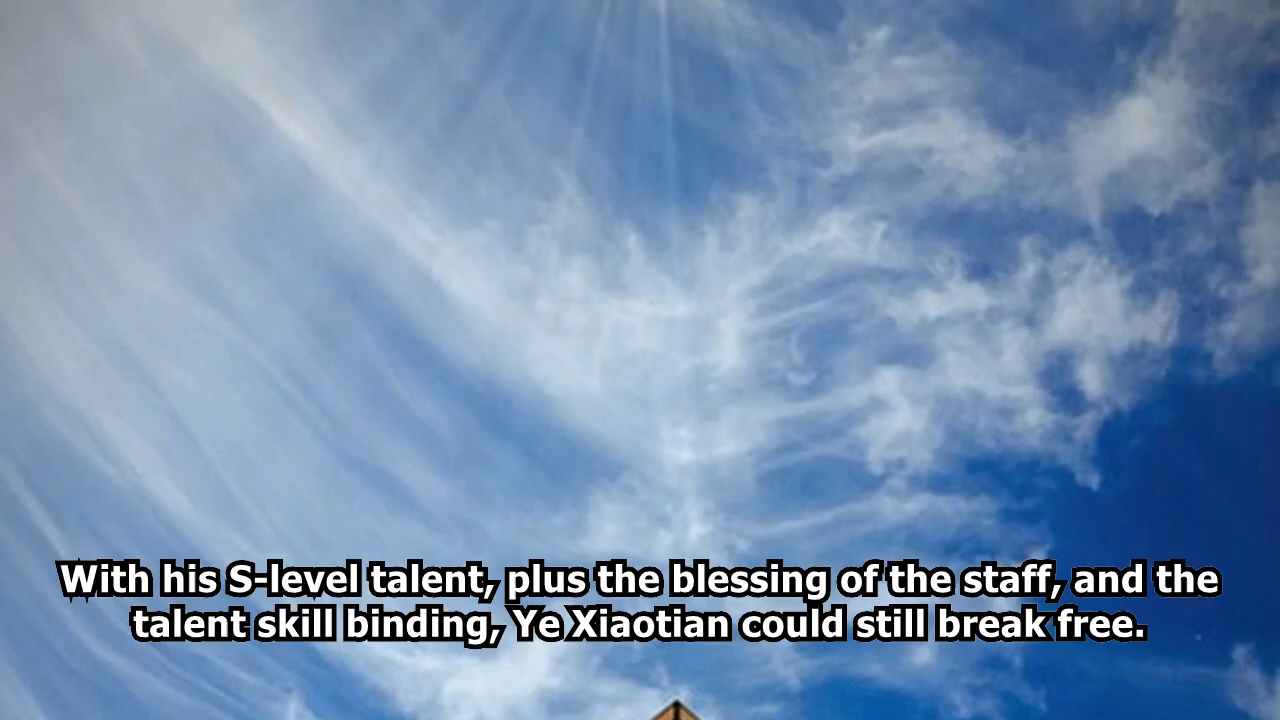 With his S-level talent, plus the blessing of the staff, and the
talent skill binding, Ye Xiaotian could still break free.